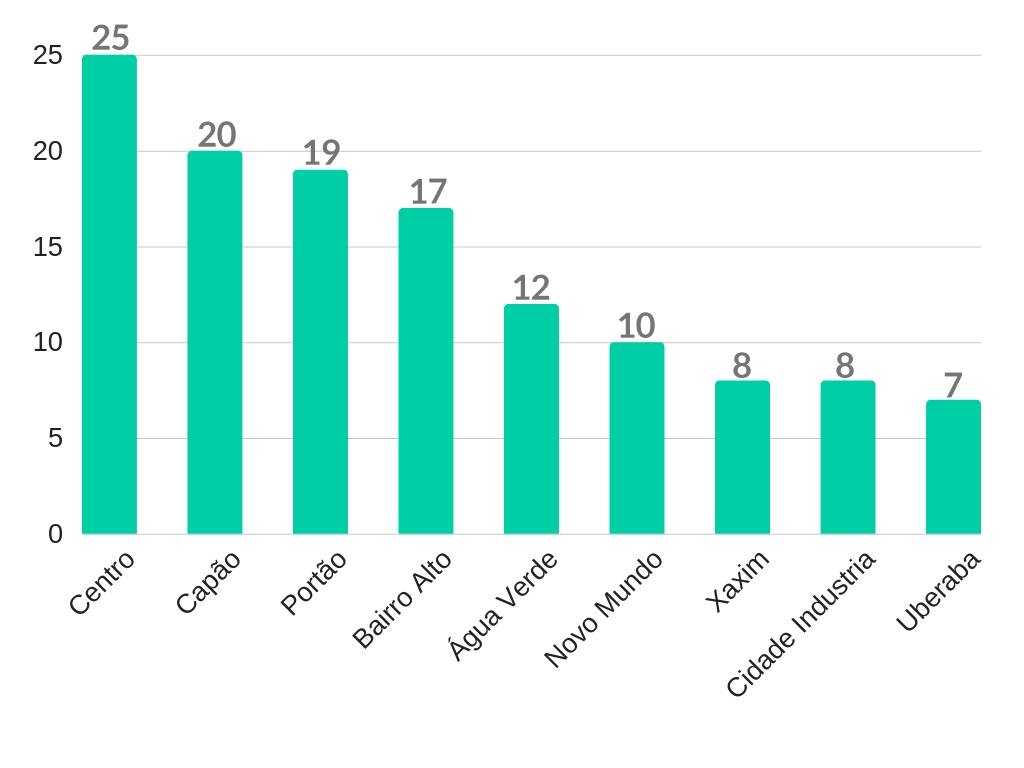 25
20
15
10
5
0
25
20
19
17
12
10
8
8
7
Centro
Capão
Portão
Bairro Alto
Água Verde
Novo Mundo
Xaxim
Cidade Industria
Uberaba